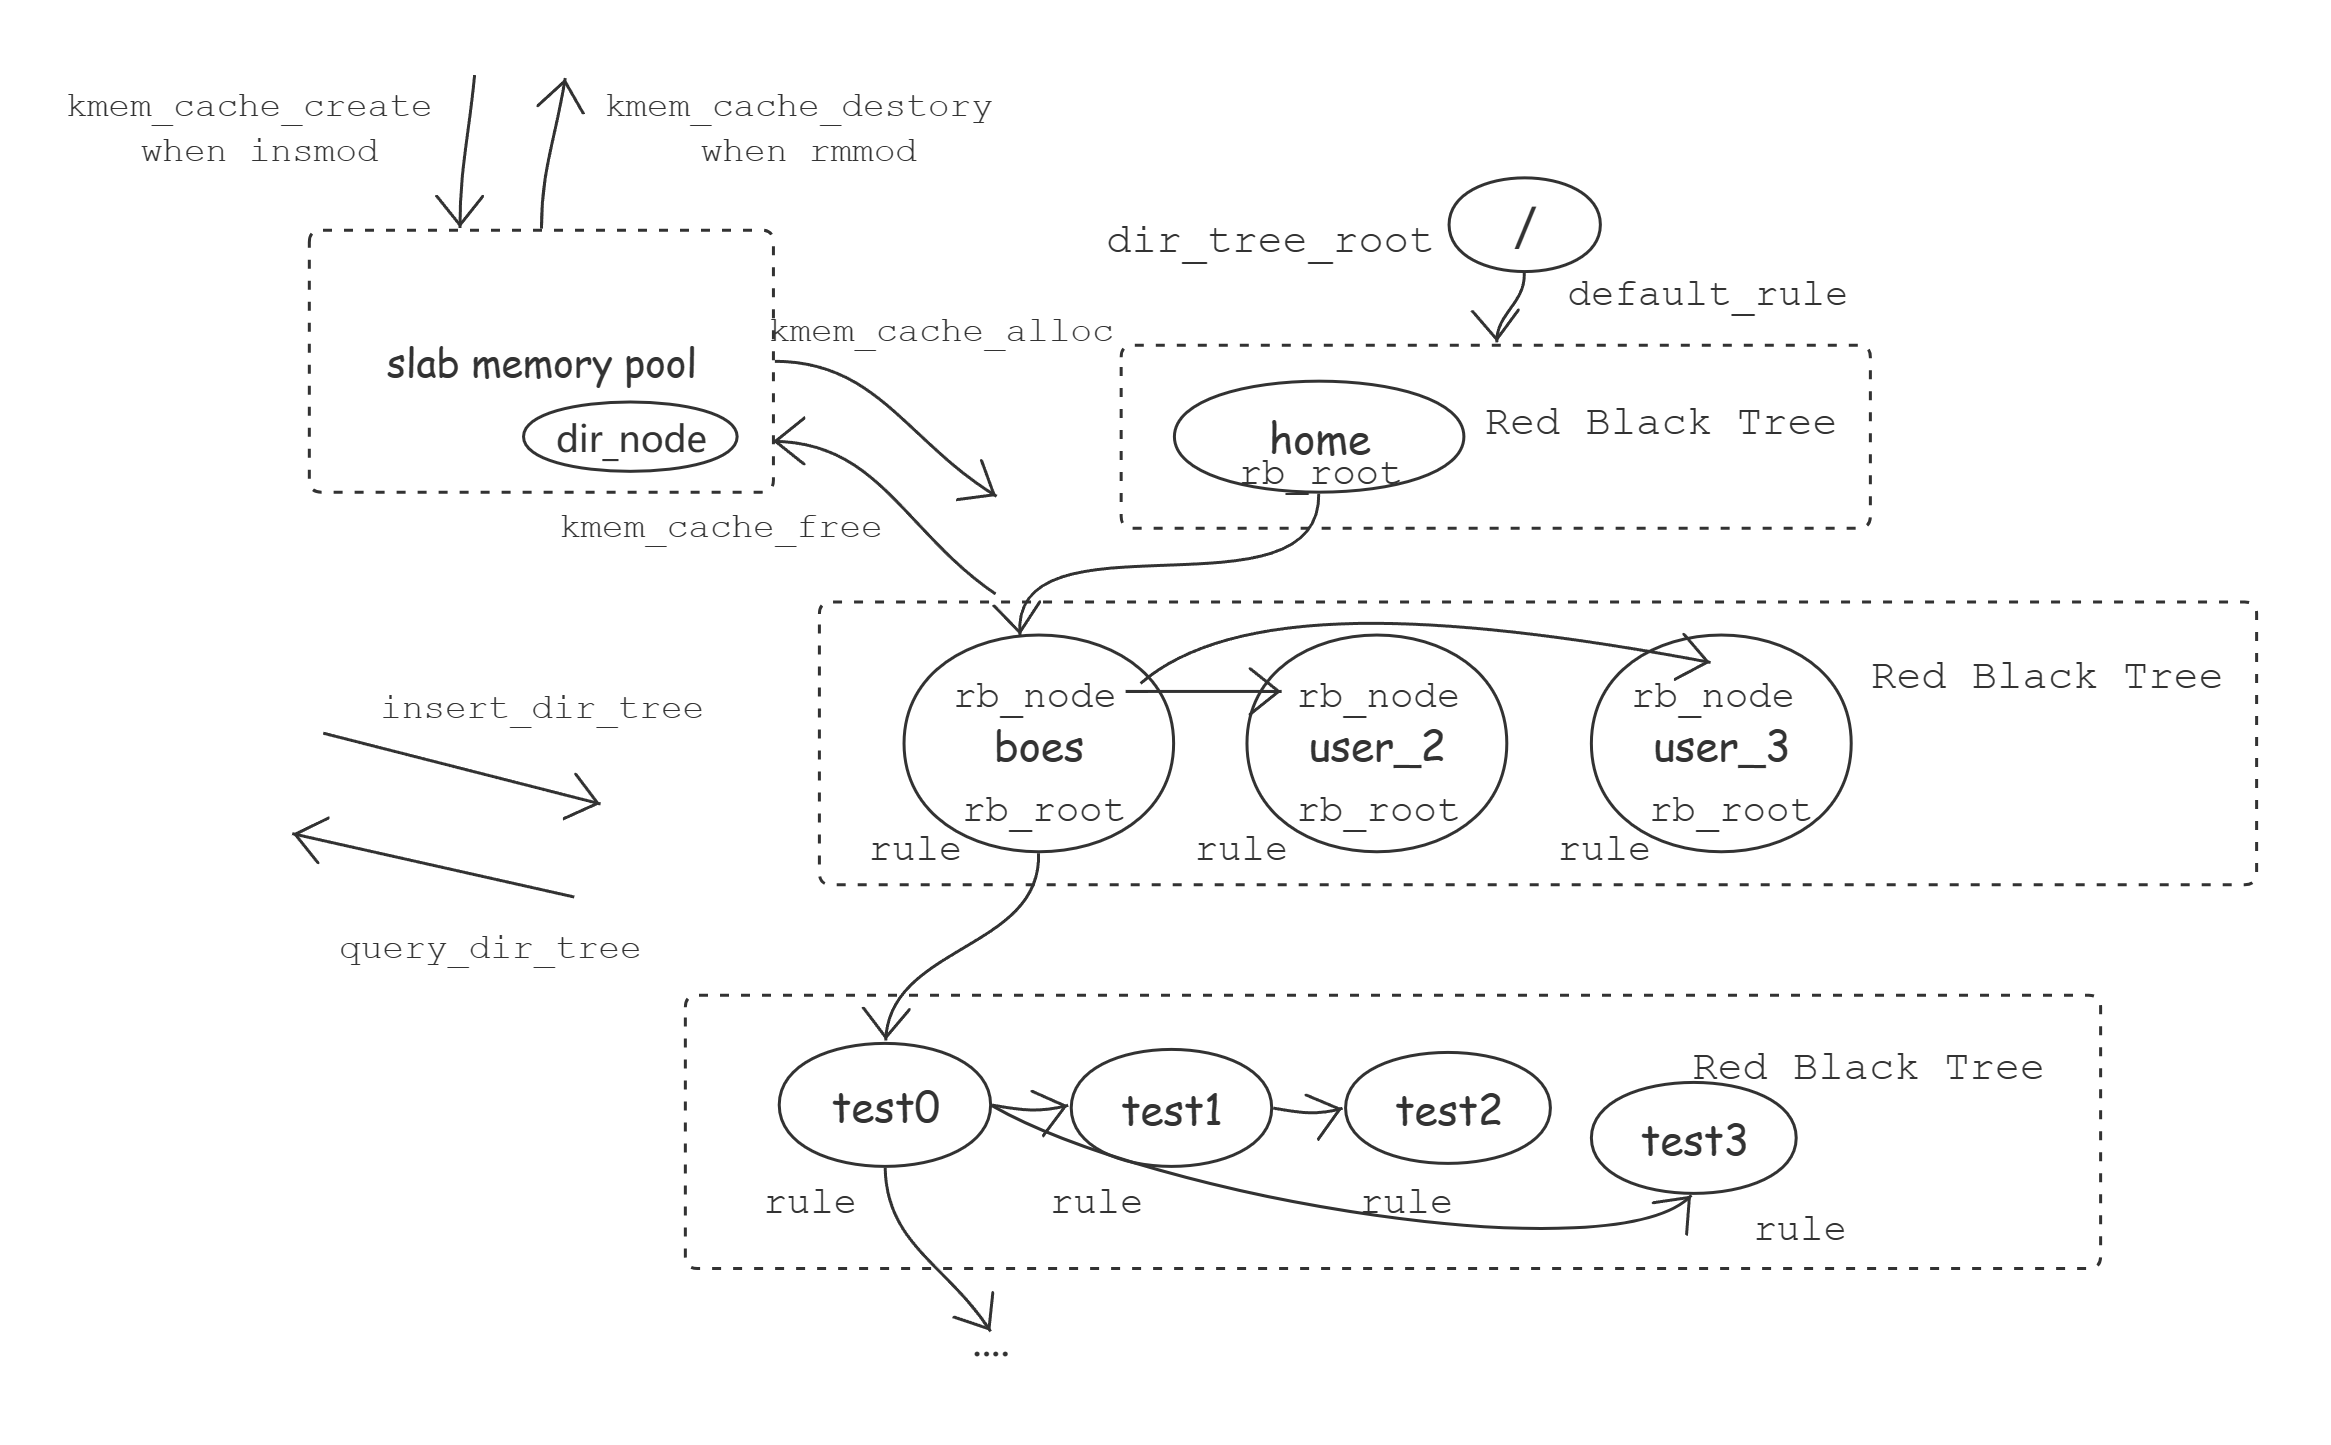 kmem_cache_create
when insmod
kmem_cache_destory
when rmmod
dir_tree_root
/
default_rule
kmem_cache_alloc
slab memory pool
dir_node
home
rb_root
Red Black Tree
kmem_cache_free
insert_dir_tree
query_dir_tree
rb_node
boes
rb_root
rule
rb_node
user_2
rb_root
rule
rb_node
user_3
rb_root
rule
Red Black Tree
Red Black Tree
test0
test1
test2
test3
rule
rule
rule
rule
....